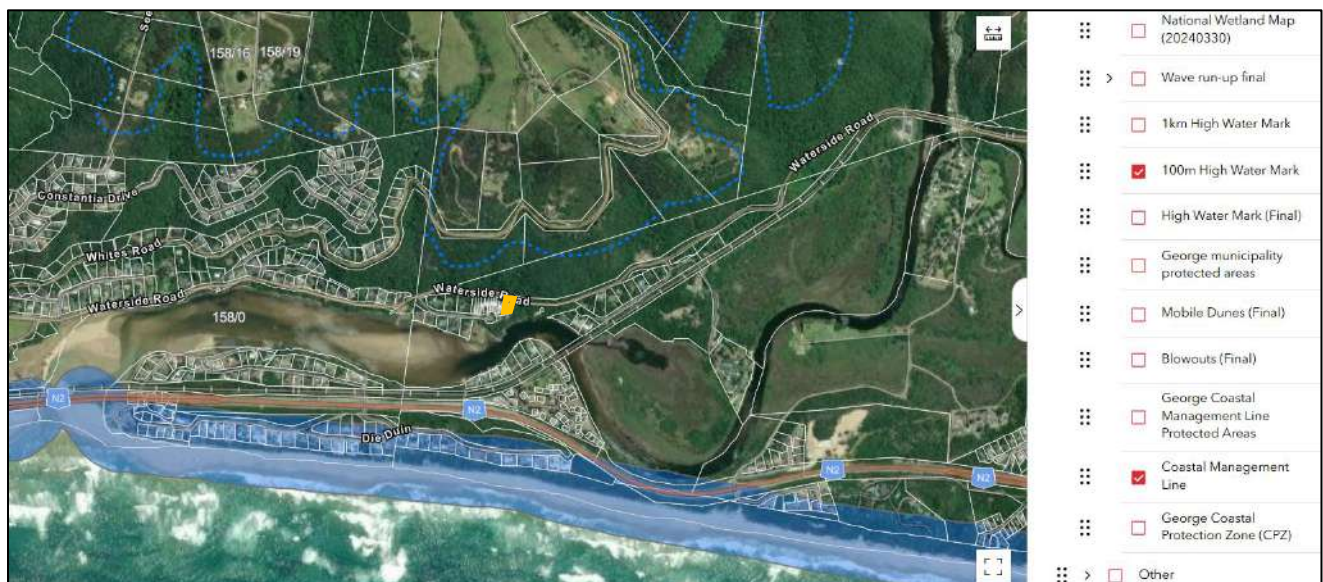 See
158/16
158/19
Constantia Drive
Whites Road
Waterside Road
158/0
Waterside Road
Waterside Road
N2
N2
Die Duin
N2
N2
National Wetland Map
(20240330)
Wave run-up final
1km High Water Mark
100m High Water Mark
High Water Mark (Final)
George municipality
protected areas
Mobile Dunes (Final)
Blowouts (Final)
George Coastal
Management Line
Protected Areas
Coastal Management
Line
George Coastal
Protection Zone (CPZ)
Other